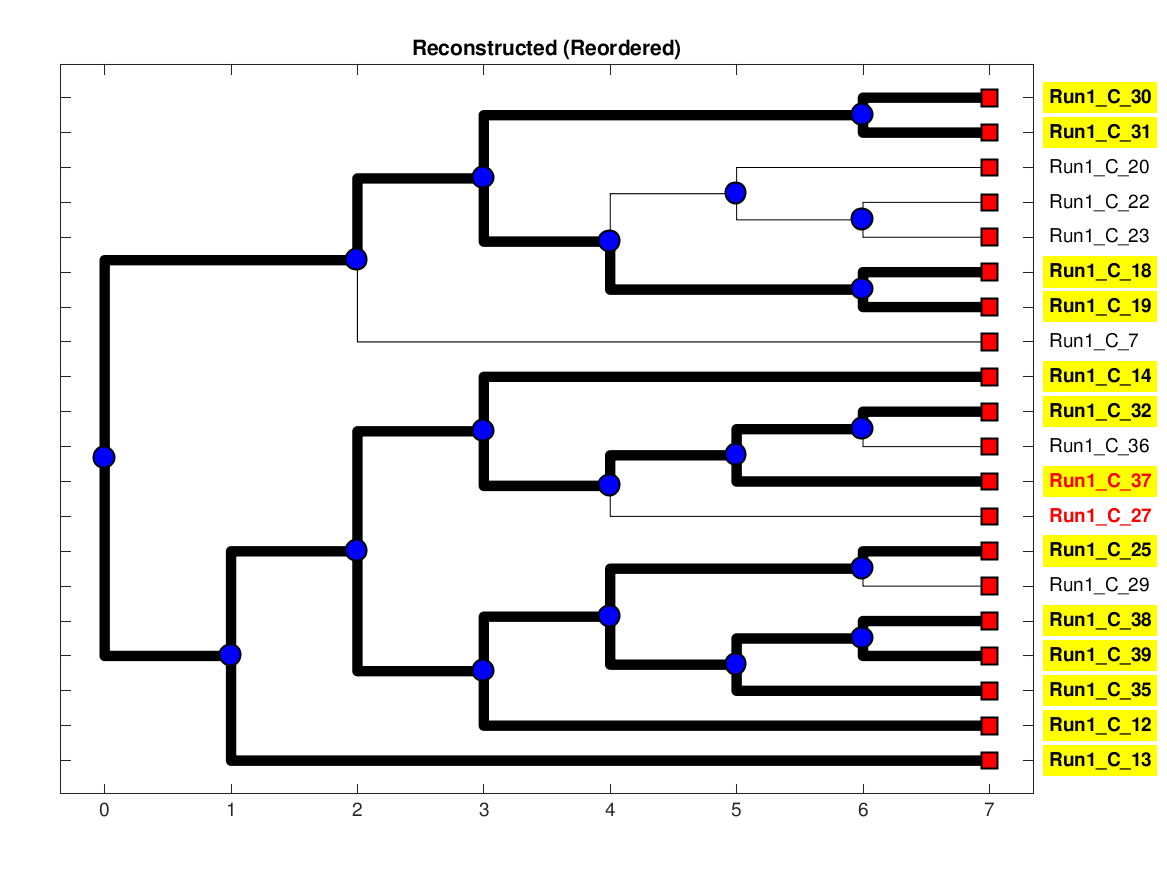 Reconstructed (Reordered)
Run1_C_30
Run1_C_31
Run1_C_20
Run1_C_22
Run1_C_23
Run1_C_18
Run1_C_19
Run1_C_7
Run1_C_14
Run1_C_32
Run1_C_36
Run1_C_37
Run1_C_27
Run1_C_25
Run1_C_29
Run1_C_38
Run1_C_39
Run1_C_35
Run1_C_12
Run1_C_13
0 1 2 3 4 5 6 7